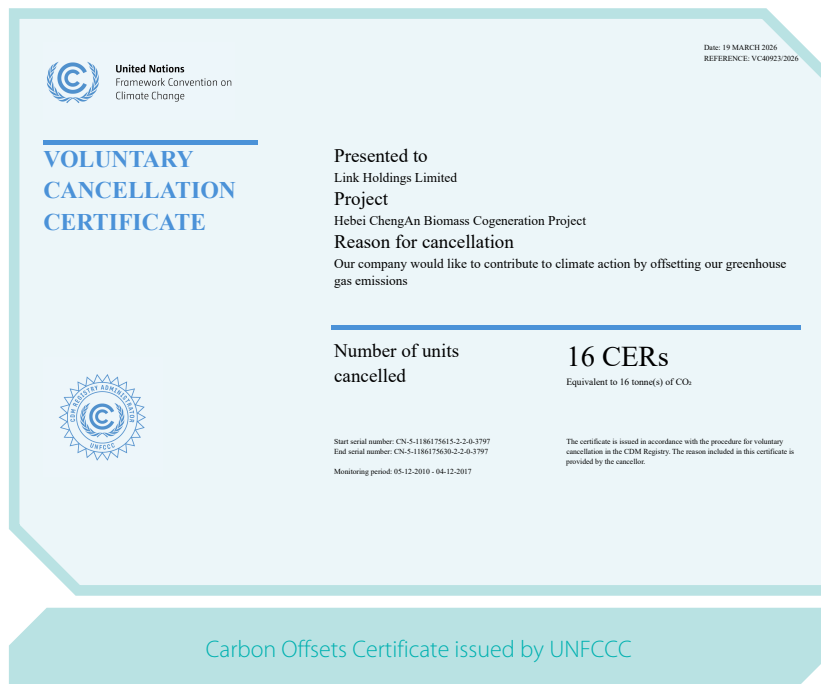 Date: 19 MARCH 2026
REFERENCE: VC40923/2026
United Nations
Framework Convention on
Climate Change
VOLUNTARY
CANCELLATION
CERTIFICATE
Presented to
Link Holdings Limited
Project
Hebei ChengAn Biomass Cogeneration Project
Reason for cancellation
Our company would like to contribute to climate action by offsetting our greenhouse
gas emissions
Number of units
cancelled
16 CERs
Equivalent to 16 tonne(s) of CO₂
CDM REGISTRY ADMINISTRATOR
UNFCCC
Start serial number: CN-5-1186175615-2-2-0-3797
End serial number: CN-5-1186175630-2-2-0-3797
Monitoring period: 05-12-2010 - 04-12-2017
The certificate is issued in accordance with the procedure for voluntary
cancellation in the CDM Registry. The reason included in this certificate is
provided by the cancellor.
Carbon Offsets Certificate issued by UNFCCC